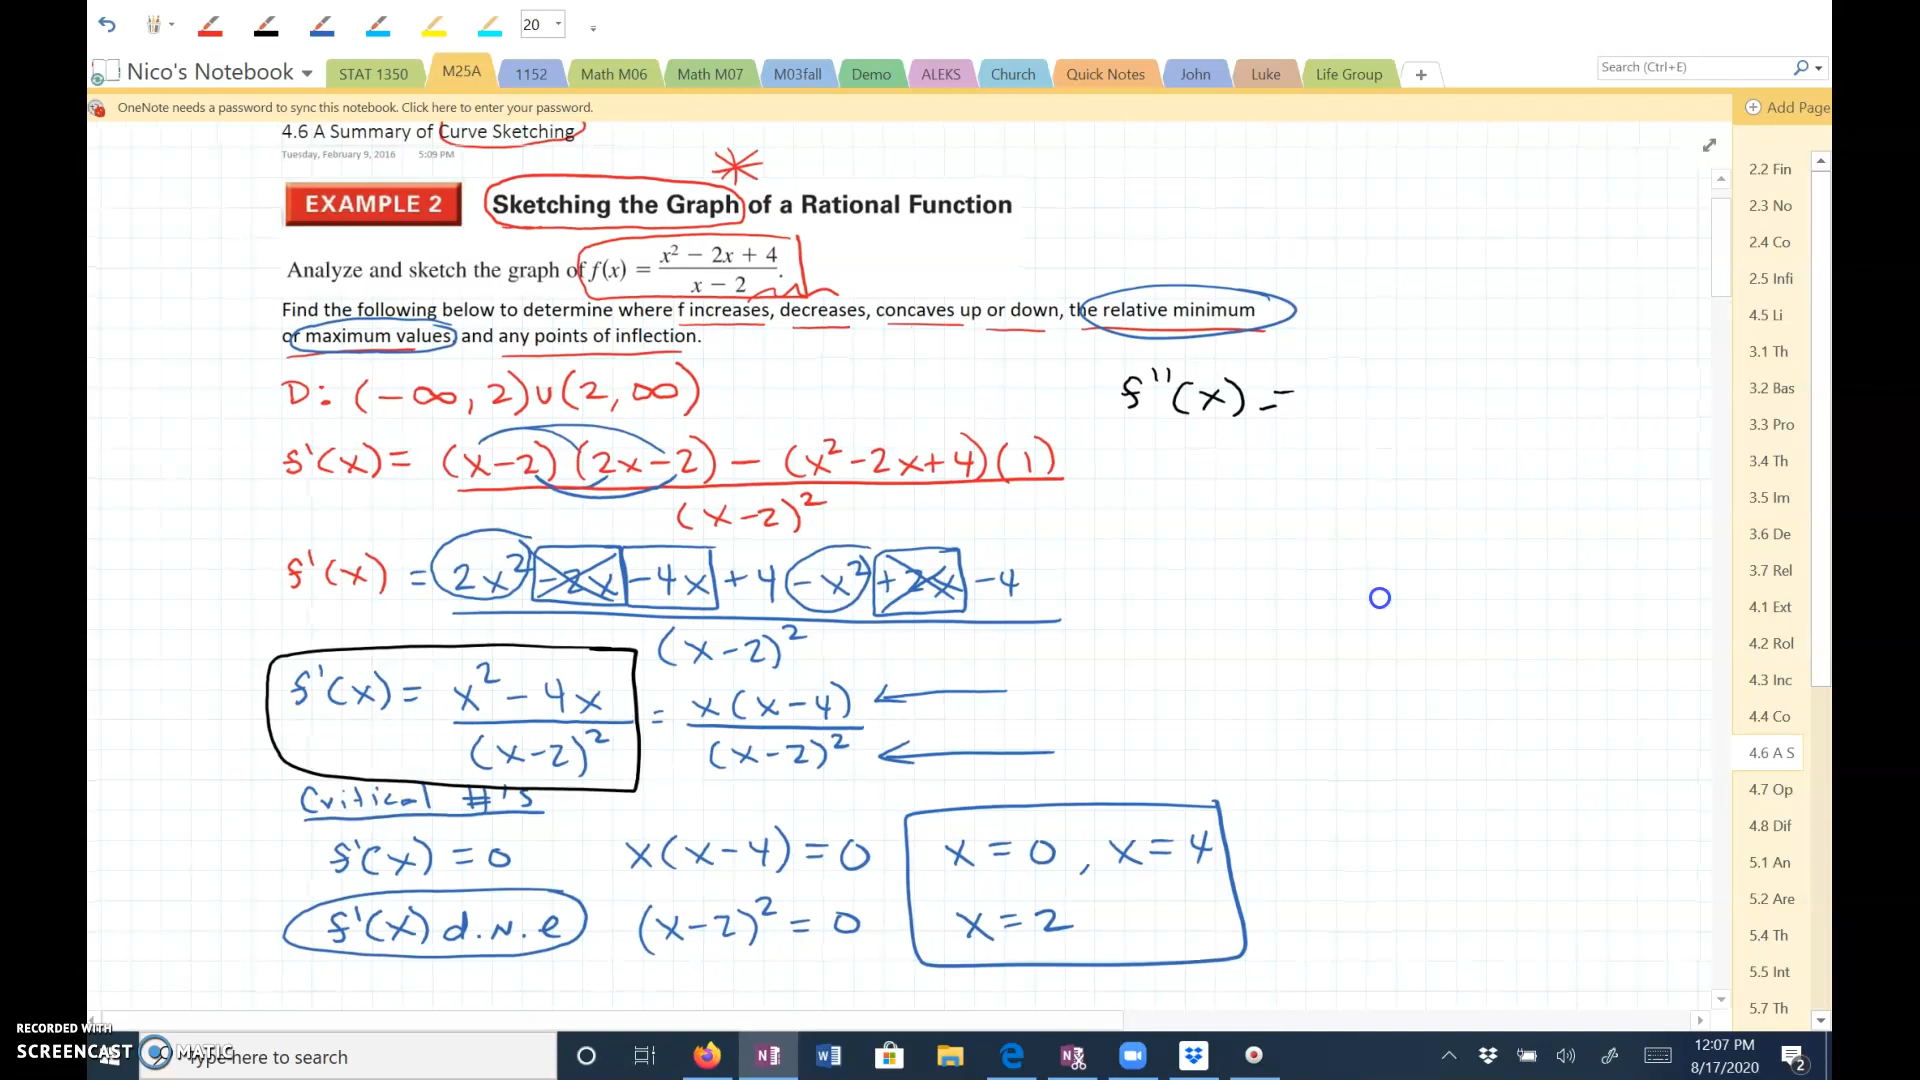 20
Nico's Notebook STAT 1350 M25A 1152 Math M06 Math M07 M03fall Demo ALEKS Church Quick Notes John Luke Life Group + Search (Ctrl+E)
OneNote needs a password to sync this notebook. Click here to enter your password.
Add Page
4.6 A Summary of Curve Sketching
Tuesday, February 9, 2016 5:09 PM
EXAMPLE 2 Sketching the Graph of a Rational Function
Analyze and sketch the graph of f(x) = (x² − 2x + 4)/(x − 2).
Find the following below to determine where f increases, decreases, concaves up or down, the relative minimum
or maximum values, and any points of inflection.
D: (−∞, 2)∪(2, ∞)
f''(x) =
f'(x) = ((x−2)(2x−2) − (x²−2x+4)(1))/(x−2)²
f'(x) = (2x² −2x −4x +4 −x² +2x −4)/(x−2)²
f'(x) = (x² − 4x)/(x−2)² = x(x−4)/(x−2)²
Critical #'s
f'(x) = 0 x(x−4) = 0 x = 0 , x = 4
f'(x) d.n.e (x−2)² = 0 x = 2
2.2 Fin
2.3 No
2.4 Co
2.5 Infi
4.5 Li
3.1 Th
3.2 Bas
3.3 Pro
3.4 Th
3.5 Im
3.6 De
3.7 Rel
4.1 Ext
4.2 Rol
4.3 Inc
4.4 Co
4.6 A S
4.7 Op
4.8 Dif
5.1 An
5.2 Are
5.4 Th
5.5 Int
5.7 Th
RECORDED WITH
SCREENCAST MATIC
Type here to search
12:07 PM
8/17/2020
2